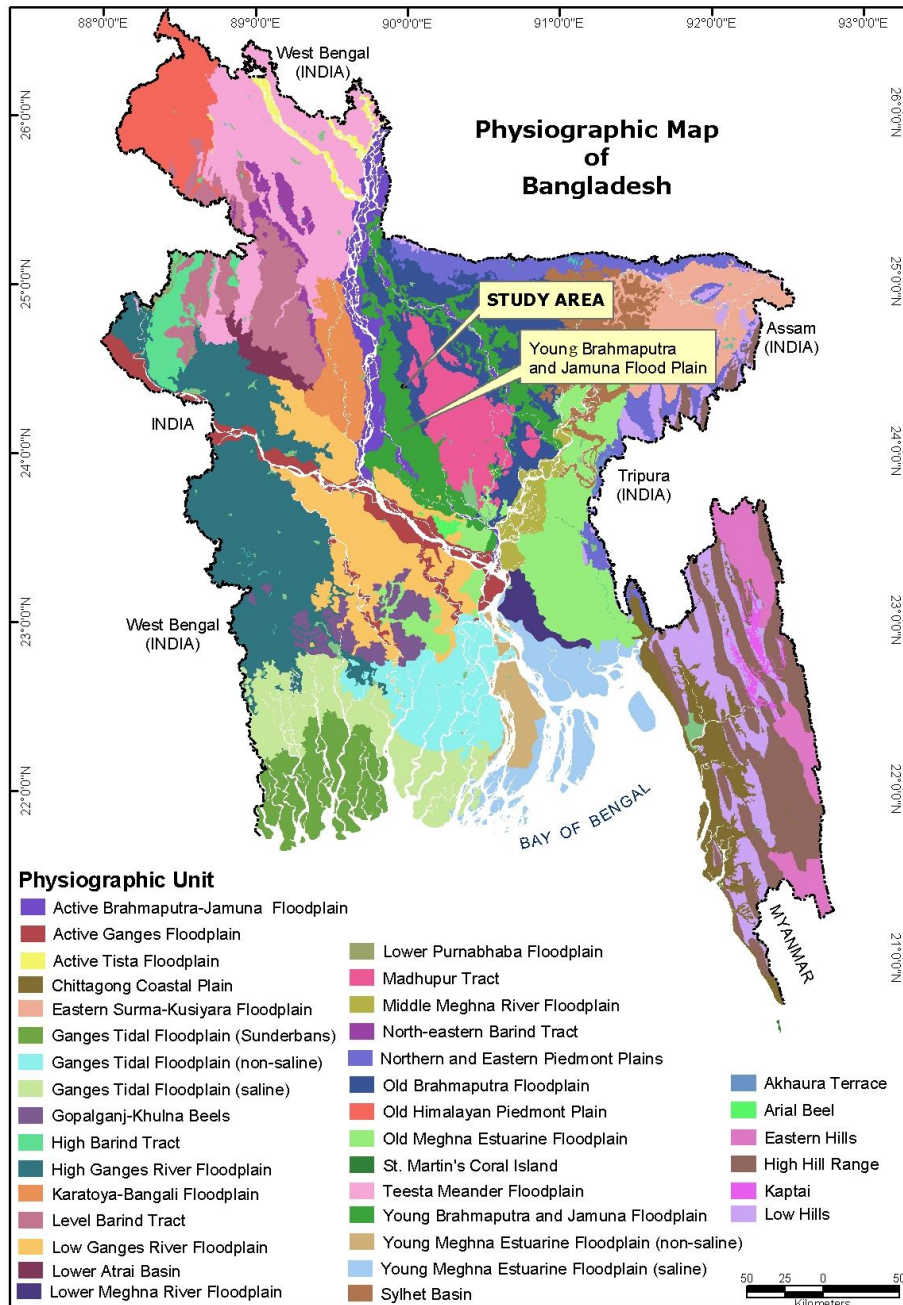 88°0'0"E
89°0'0"E
90°0'0"E
91°0'0"E
92°0'0"E
93°0'0"E
26°0'0"N
25°0'0"N
24°0'0"N
23°0'0"N
22°0'0"N
26°0'0"N
25°0'0"N
24°0'0"N
23°0'0"N
22°0'0"N
21°0'0"N
Physiographic Map
of
Bangladesh
West Bengal
(INDIA)
STUDY AREA
Young Brahmaputra
and Jamuna Flood Plain
Assam
(INDIA)
INDIA
Tripura
(INDIA)
West Bengal
(INDIA)
BAY OF BENGAL
MYANMAR
Physiographic Unit
Active Brahmaputra-Jamuna Floodplain
Active Ganges Floodplain
Active Tista Floodplain
Chittagong Coastal Plain
Eastern Surma-Kusiyara Floodplain
Ganges Tidal Floodplain (Sunderbans)
Ganges Tidal Floodplain (non-saline)
Ganges Tidal Floodplain (saline)
Gopalganj-Khulna Beels
High Barind Tract
High Ganges River Floodplain
Karatoya-Bangali Floodplain
Level Barind Tract
Low Ganges River Floodplain
Lower Atrai Basin
Lower Meghna River Floodplain
Lower Purnabhaba Floodplain
Madhupur Tract
Middle Meghna River Floodplain
North-eastern Barind Tract
Northern and Eastern Piedmont Plains
Old Brahmaputra Floodplain
Old Himalayan Piedmont Plain
Old Meghna Estuarine Floodplain
St. Martin's Coral Island
Teesta Meander Floodplain
Young Brahmaputra and Jamuna Floodplain
Young Meghna Estuarine Floodplain (non-saline)
Young Meghna Estuarine Floodplain (saline)
Sylhet Basin
Akhaura Terrace
Arial Beel
Eastern Hills
High Hill Range
Kaptai
Low Hills
50 25 0 50
Kilometers